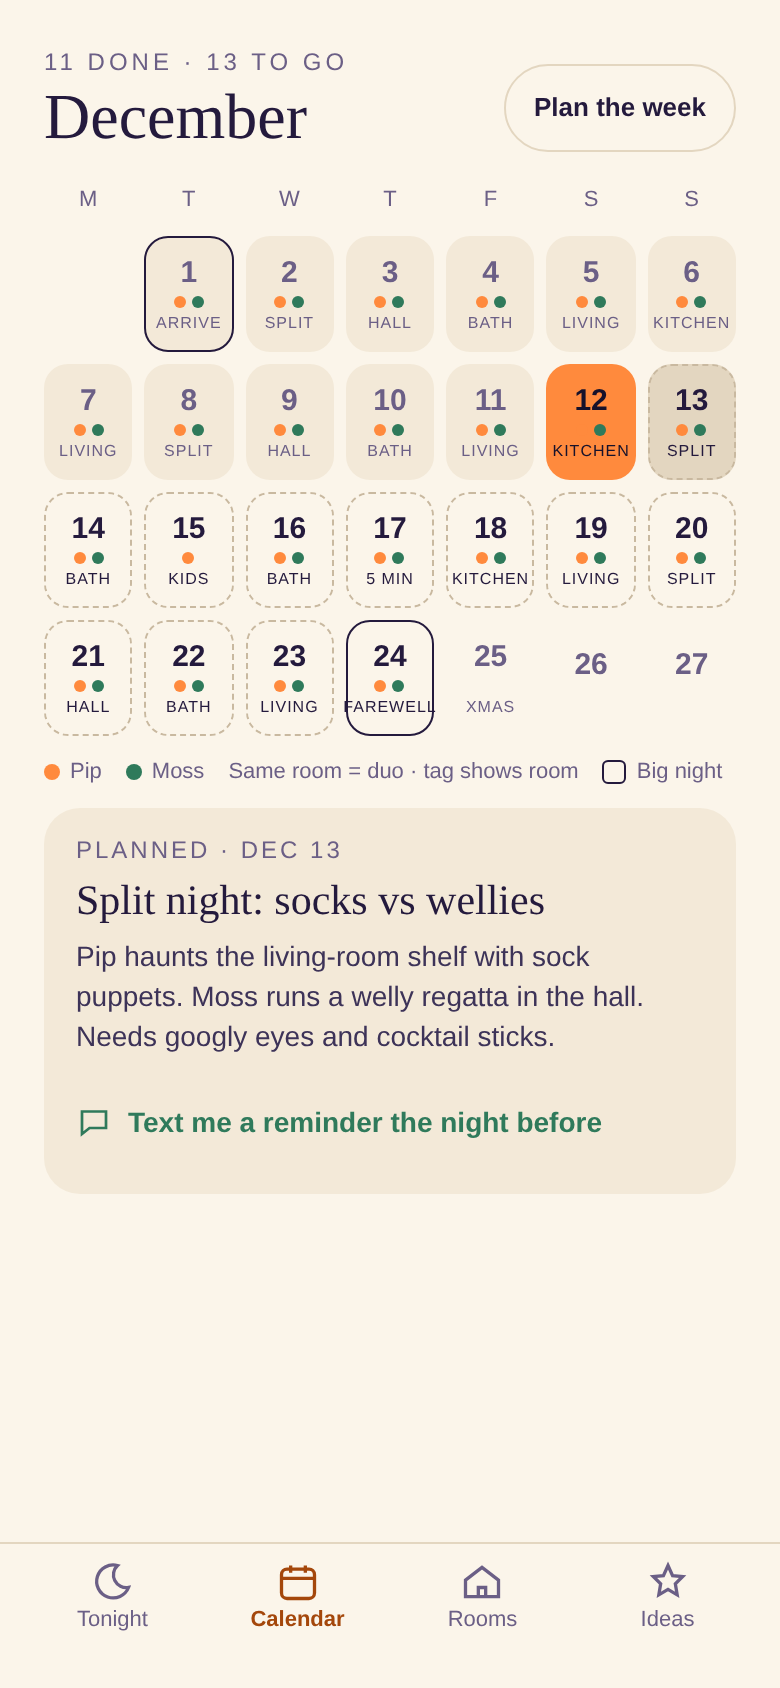 11 DONE · 13 TO GO
December
Plan the week
M T W T F S S
1 2 3 4 5 6
ARRIVE SPLIT HALL BATH LIVING KITCHEN
7 8 9 10 11 12 13
LIVING SPLIT HALL BATH LIVING KITCHEN SPLIT
14 15 16 17 18 19 20
BATH KIDS BATH 5 MIN KITCHEN LIVING SPLIT
21 22 23 24 25 26 27
HALL BATH LIVING FAREWELL XMAS
Pip Moss Same room = duo · tag shows room Big night
PLANNED · DEC 13
Split night: socks vs wellies
Pip haunts the living-room shelf with sock
puppets. Moss runs a welly regatta in the hall.
Needs googly eyes and cocktail sticks.
Text me a reminder the night before
Tonight Calendar Rooms Ideas